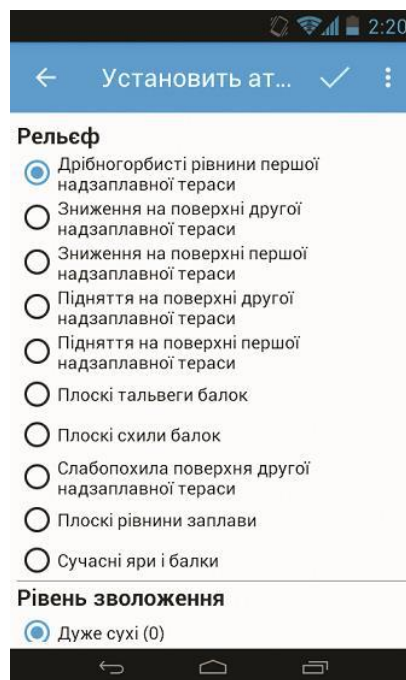 2:20
Установить ат...
Рельєф
Дрібногорбисті рівнини першої
надзаплавної тераси
Зниження на поверхні другої
надзаплавної тераси
Зниження на поверхні першої
надзаплавної тераси
Підняття на поверхні другої
надзаплавної тераси
Підняття на поверхні першої
надзаплавної тераси
Плоскі тальвеги балок
Плоскі схили балок
Слабопохила поверхня другої
надзаплавної тераси
Плоскі рівнини заплави
Сучасні яри і балки
Рівень зволоження
Дуже сухі (0)